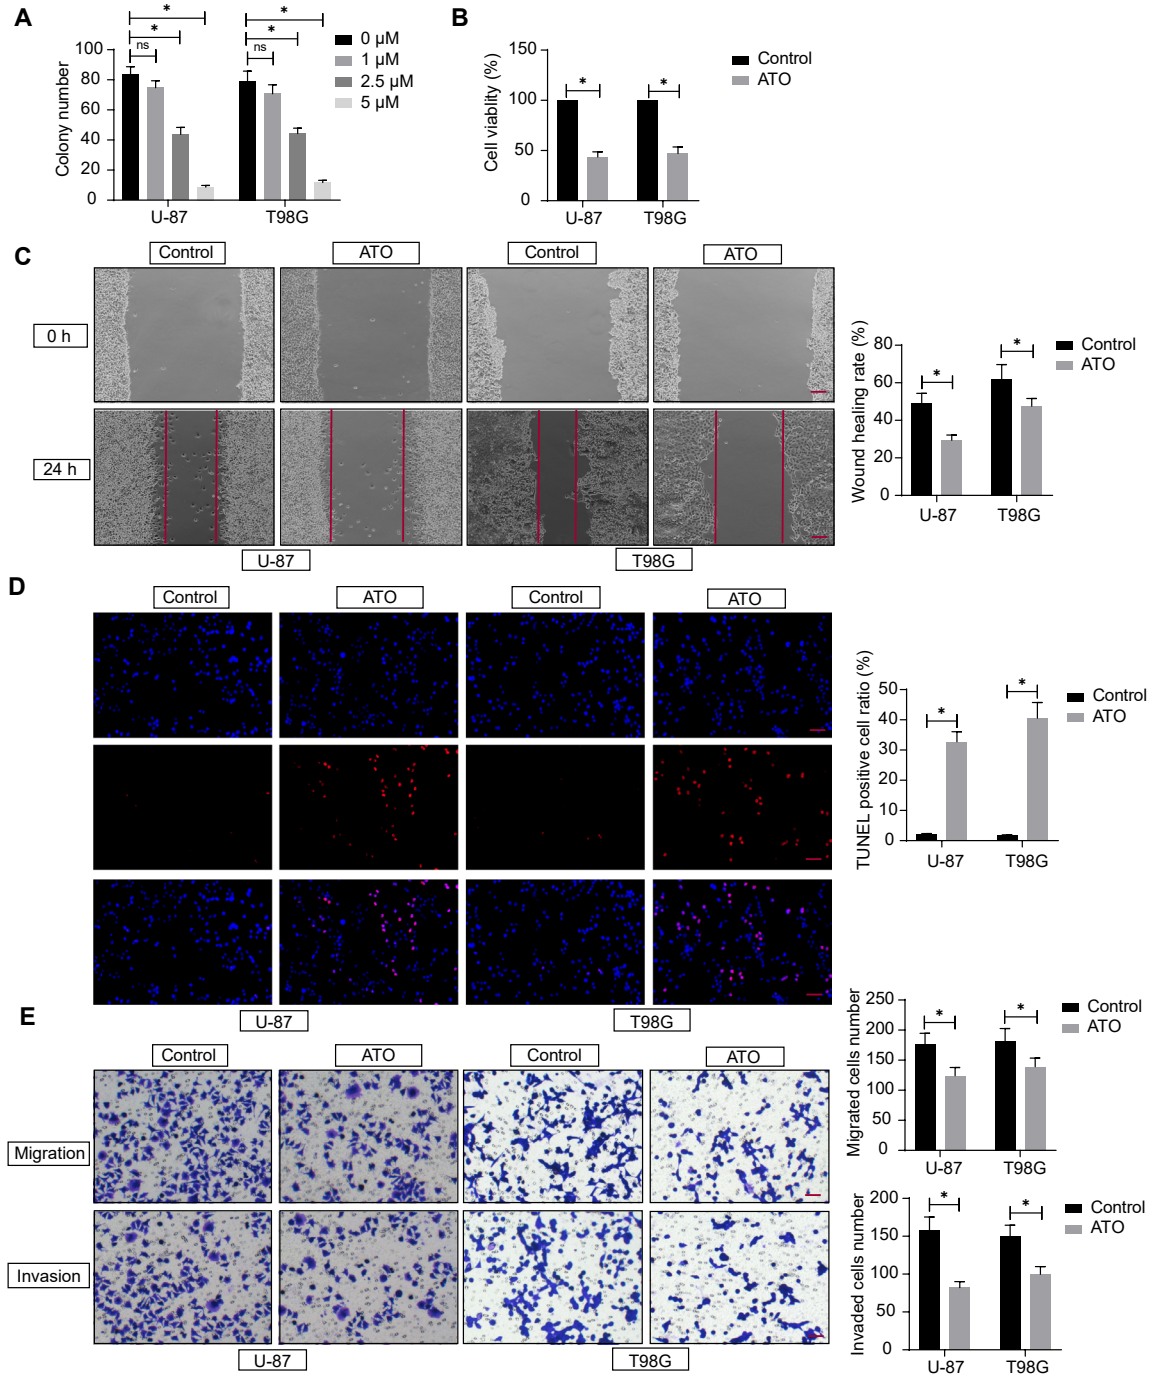 A
Colony number
100
80
60
40
20
0
*
*
ns
*
*
ns
U-87
T98G
0 µM
1 µM
2.5 µM
5 µM
B
Cell viablity (%)
150
100
50
0
*
*
U-87
T98G
Control
ATO
C
Control
ATO
Control
ATO
0 h
24 h
U-87
T98G
Wound healing rate (%)
80
60
40
20
0
*
*
U-87
T98G
Control
ATO
D
Control
ATO
Control
ATO
U-87
T98G
TUNEL positive cell ratio (%)
50
40
30
20
10
0
*
*
U-87
T98G
Control
ATO
E
Control
ATO
Control
ATO
Migration
Invasion
U-87
T98G
Migrated cells number
250
200
150
100
50
0
*
*
U-87
T98G
Control
ATO
Invaded cells number
200
150
100
50
0
*
*
U-87
T98G
Control
ATO